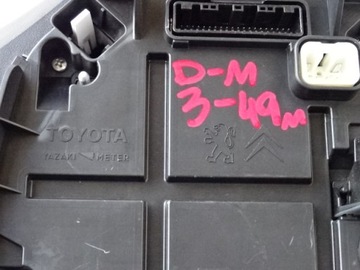 D-M
3-49M
TOYOTA
YAZAKI METER